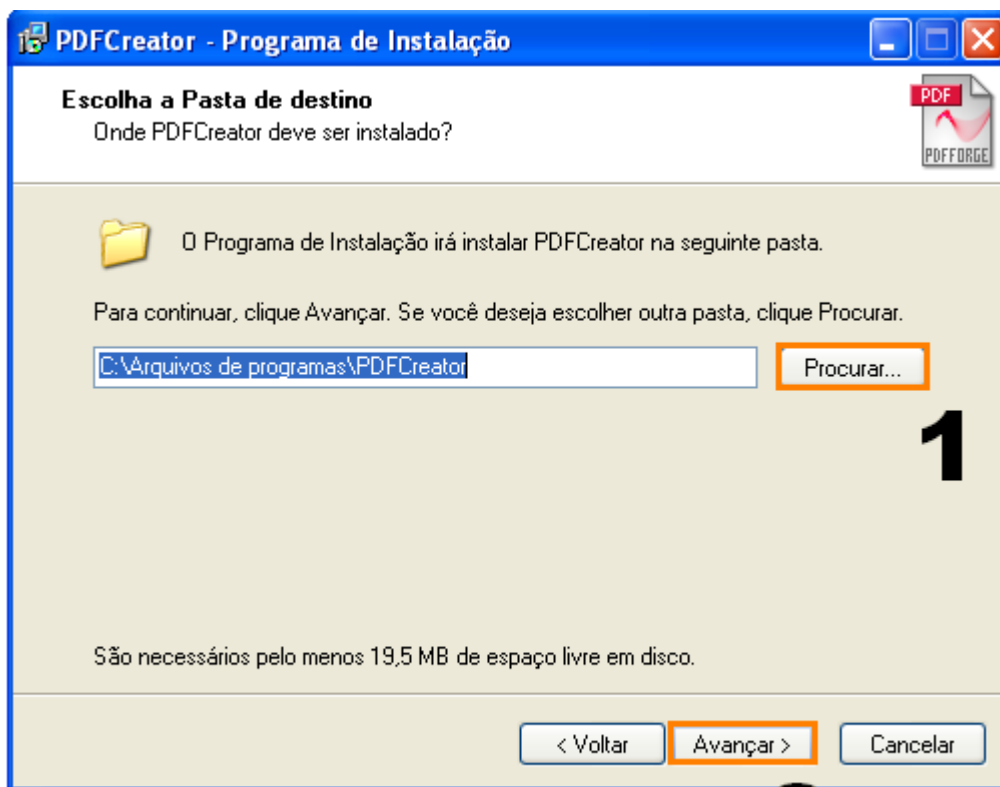 PDFCreator - Programa de Instalação
Escolha a Pasta de destino
Onde PDFCreator deve ser instalado?
PDF
PDFFORGE
O Programa de Instalação irá instalar PDFCreator na seguinte pasta.
Para continuar, clique Avançar. Se você deseja escolher outra pasta, clique Procurar.
C:\Arquivos de programas\PDFCreator
Procurar...
1
São necessários pelo menos 19,5 MB de espaço livre em disco.
< Voltar
Avançar >
Cancelar